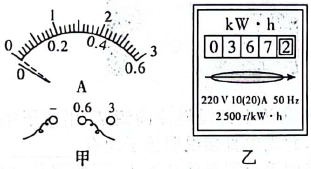 0 1 2 3
0 0.2 0.4 0.6
A
− 0.6 3
甲
kW · h
0 3 6 7 2
220 V 10(20)A 50 Hz
2 500 r/kW · h
乙